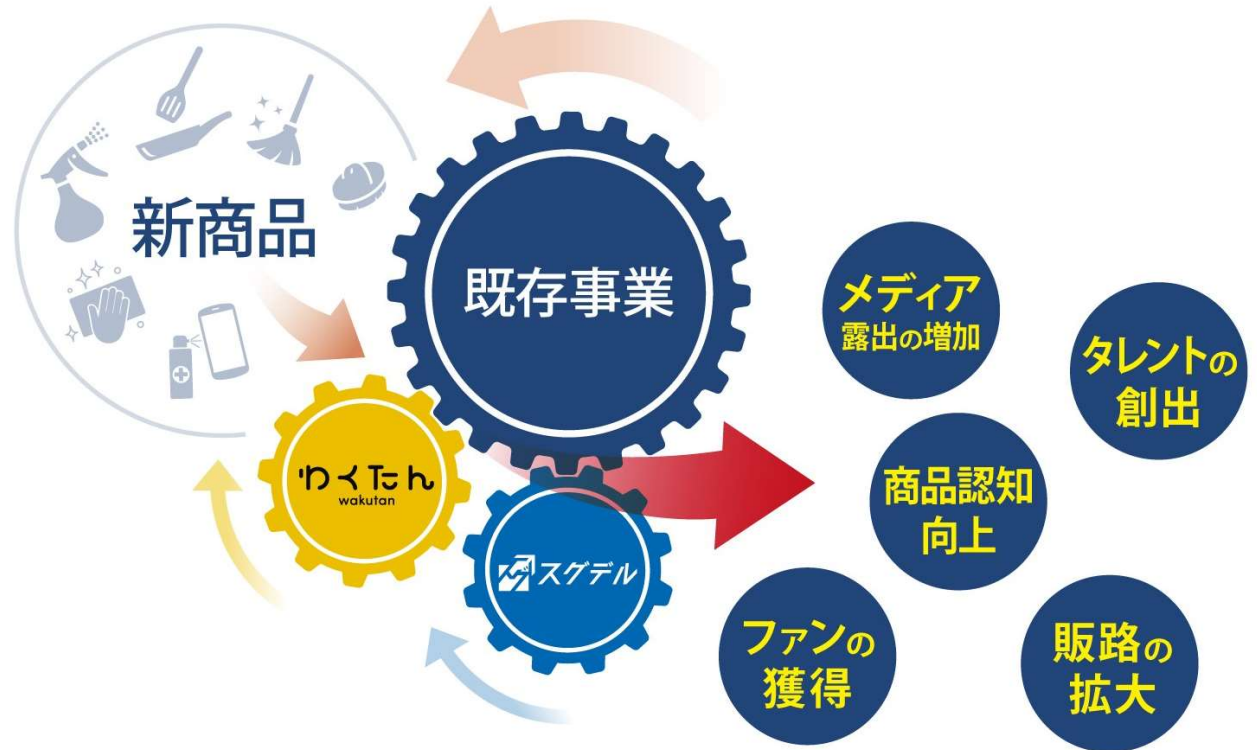 新商品
既存事業
わくたん
wakutan
スグデル
メディア
露出の増加
タレントの
創出
商品認知
向上
ファンの
獲得
販路の
拡大